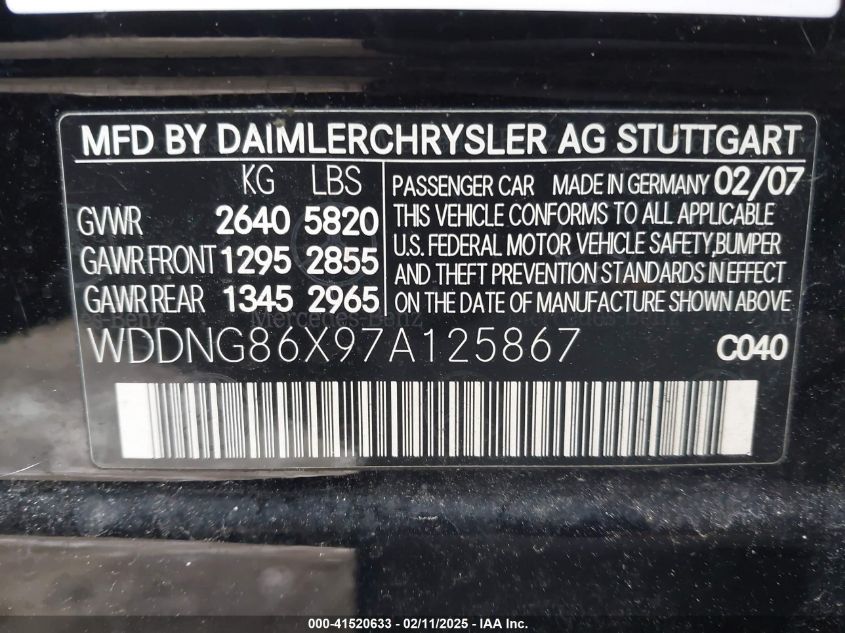 MFD BY DAIMLERCHRYSLER AG STUTTGART
KG LBS
GVWR 2640 5820
GAWR FRONT 1295 2855
GAWR REAR 1345 2965
PASSENGER CAR MADE IN GERMANY 02/07
THIS VEHICLE CONFORMS TO ALL APPLICABLE
U.S. FEDERAL MOTOR VEHICLE SAFETY,BUMPER
AND THEFT PREVENTION STANDARDS IN EFFECT
ON THE DATE OF MANUFACTURE SHOWN ABOVE
Mercedes-Benz
WDDNG86X97A125867 C040
000-41520633 - 02/11/2025 - IAA Inc.